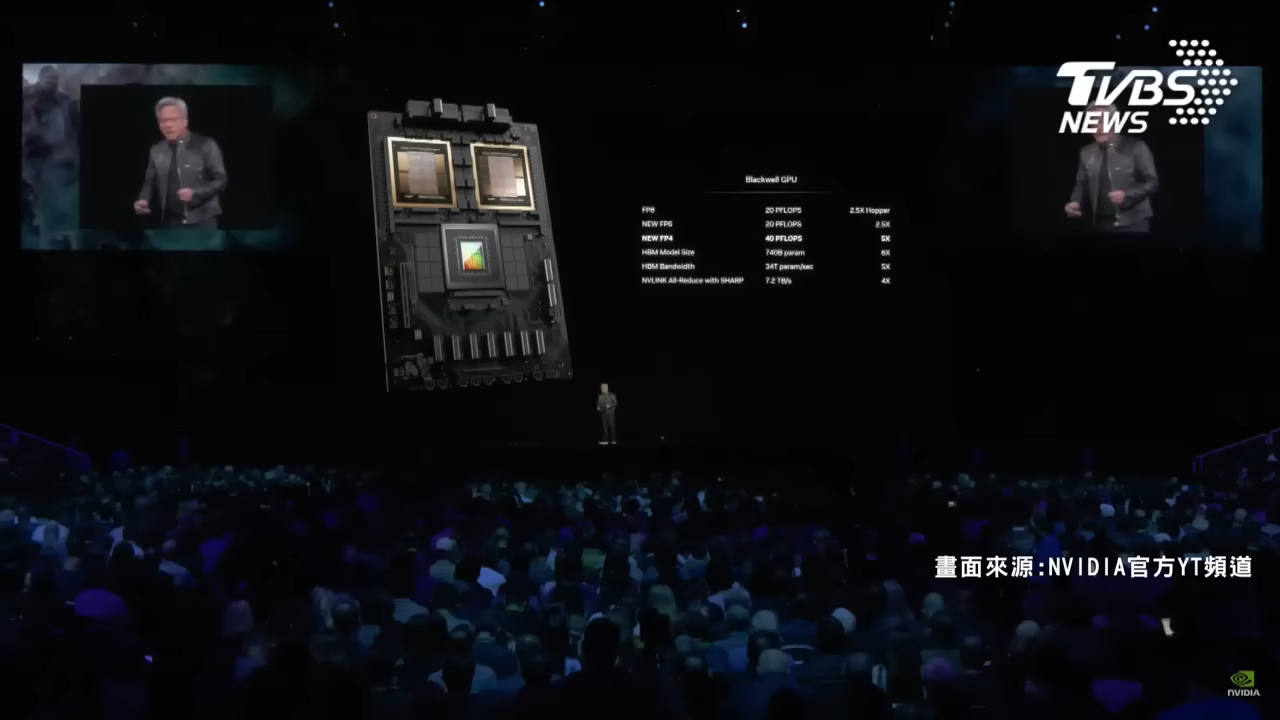 TVBS
NEWS
Blackwell GPU
FP8 20 PFLOPS 2.5X Hopper
NEW FP6 20 PFLOPS 2.5X
NEW FP4 40 PFLOPS 5X
HBM Model Size 740B param 6X
HBM Bandwidth 34T param/sec 5X
NVLINK All-Reduce with SHARP 7.2 TB/s 4X
畫面來源:NVIDIA官方YT頻道
NVIDIA